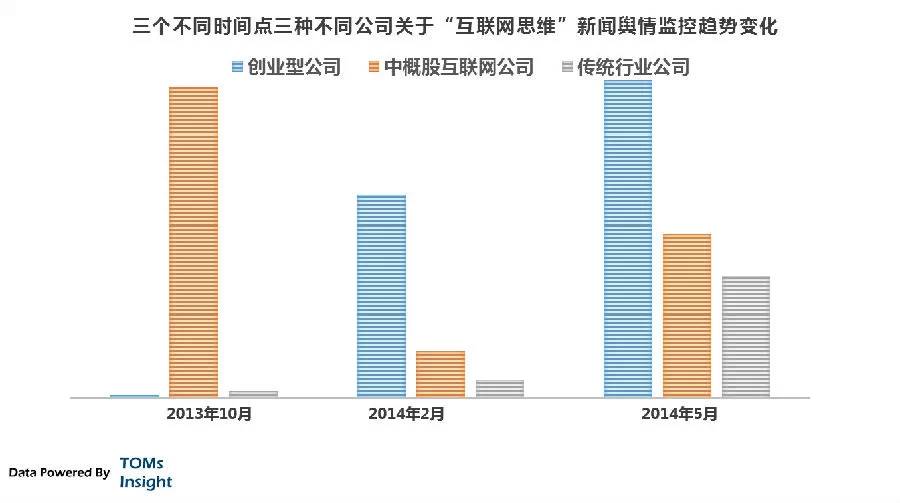 三个不同时间点三种不同公司关于“互联网思维”新闻舆情监控趋势变化
创业型公司 中概股互联网公司 传统行业公司
2013年10月 2014年2月 2014年5月
Data Powered By TOMs
Insight